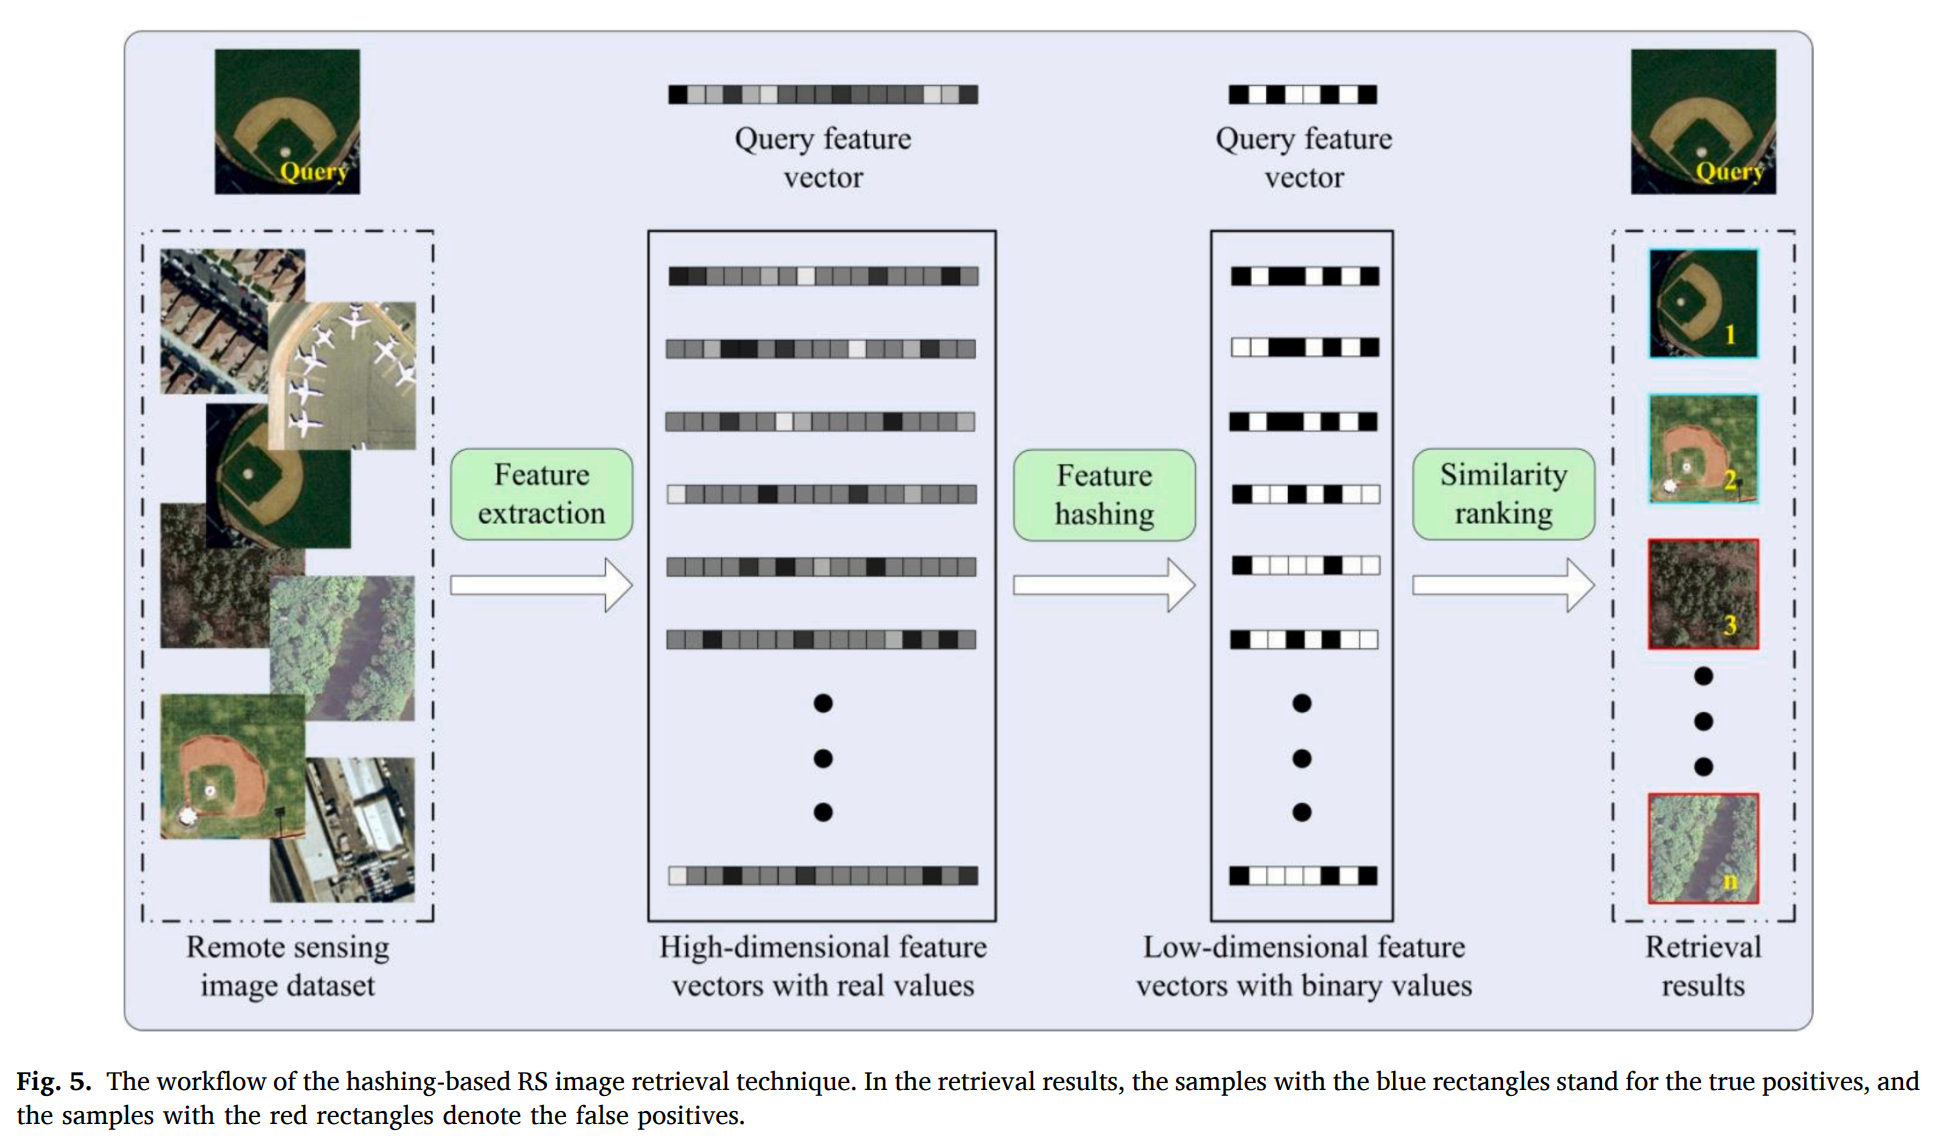 Query
Query feature
vector
Query feature
vector
Query
Feature
extraction
Feature
hashing
Similarity
ranking
1
2
3
n
Remote sensing
image dataset
High-dimensional feature
vectors with real values
Low-dimensional feature
vectors with binary values
Retrieval
results
Fig. 5. The workflow of the hashing-based RS image retrieval technique. In the retrieval results, the samples with the blue rectangles stand for the true positives, and
the samples with the red rectangles denote the false positives.